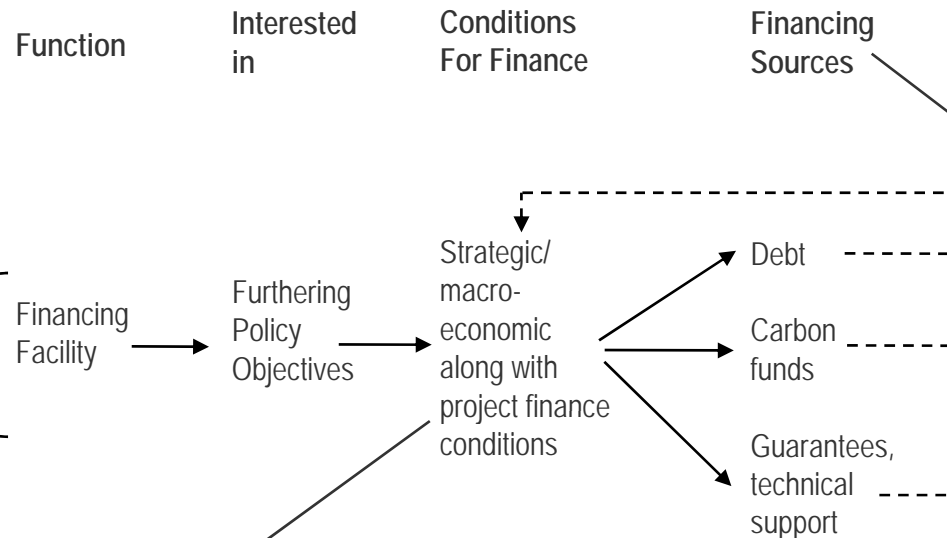 Function
Interested
in
Conditions
For Finance
Financing
Sources
Financing
Facility
Furthering
Policy
Objectives
Strategic/
macro-
economic
along with
project finance
conditions
Debt
Carbon
funds
Guarantees,
technical
support